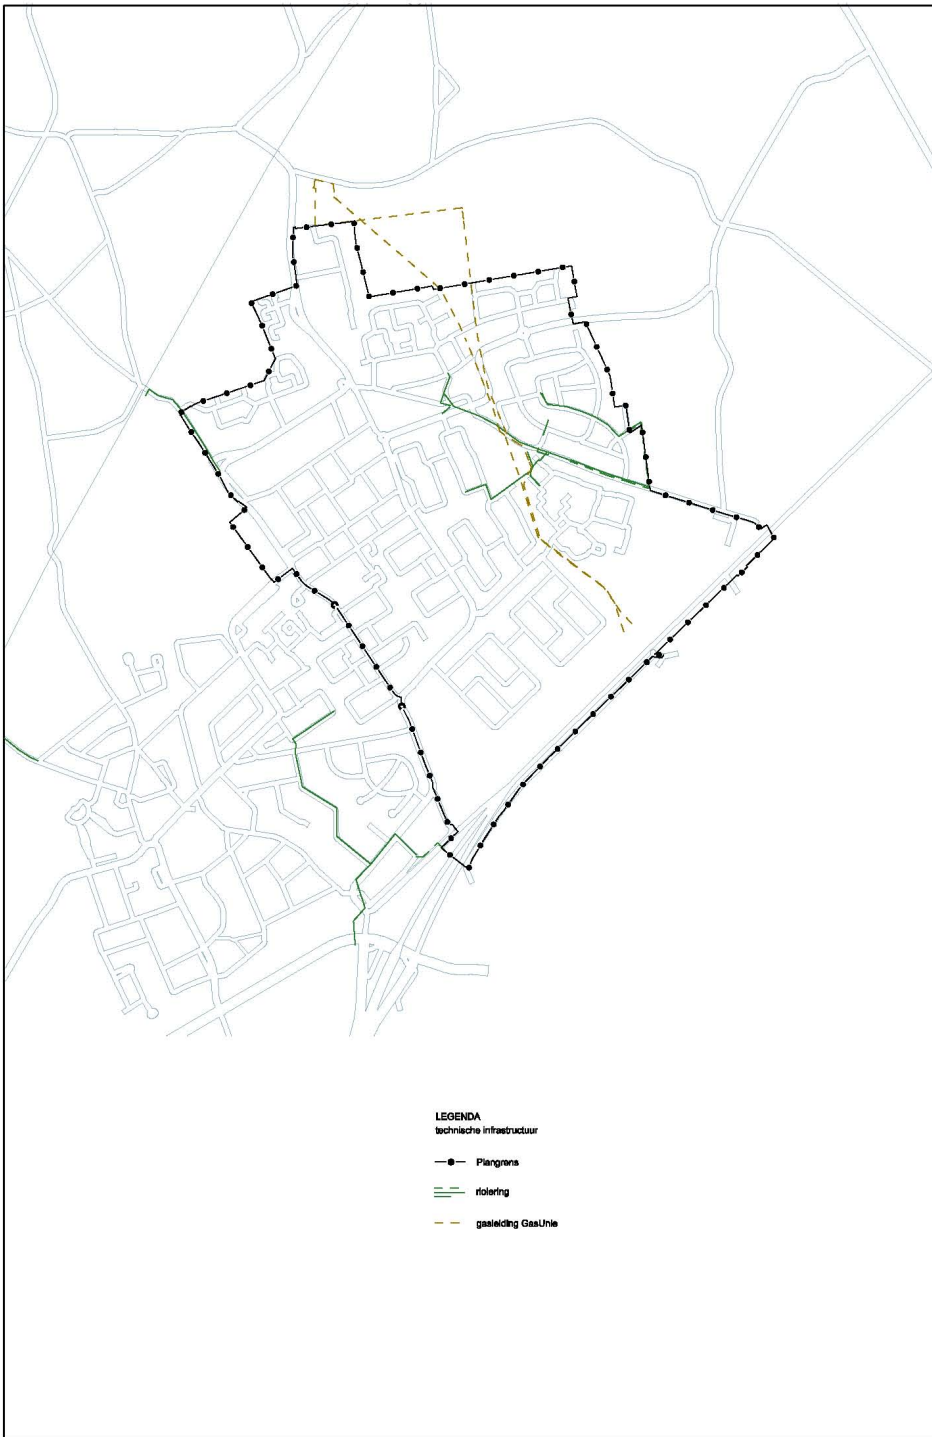 LEGENDA
technische infrastructuur
Plangrens
riolering
gasleiding GasUnie